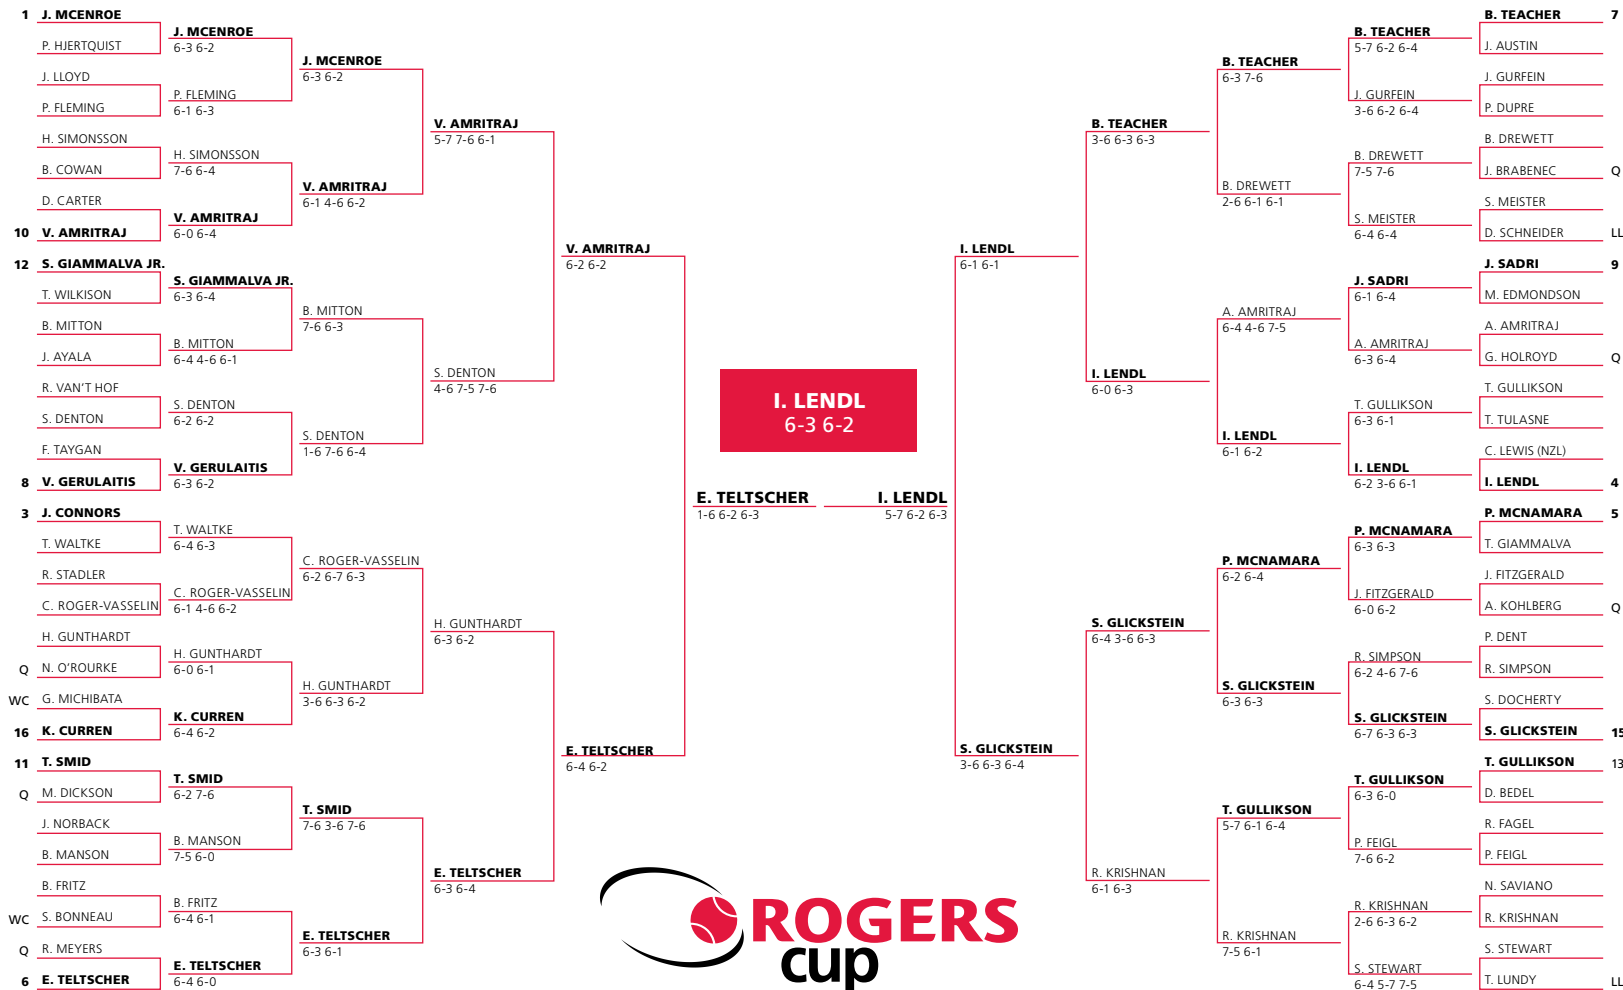 1 J. MCENROE
P. HJERTQUIST
J. LLOYD
P. FLEMING
H. SIMONSSON
B. COWAN
D. CARTER
10 V. AMRITRAJ
12 S. GIAMMALVA JR.
T. WILKISON
B. MITTON
J. AYALA
R. VAN'T HOF
S. DENTON
F. TAYGAN
8 V. GERULAITIS
3 J. CONNORS
T. WALTKE
R. STADLER
C. ROGER-VASSELIN
H. GUNTHARDT
Q N. O'ROURKE
WC G. MICHIBATA
16 K. CURREN
11 T. SMID
Q M. DICKSON
J. NORBACK
B. MANSON
B. FRITZ
WC S. BONNEAU
Q R. MEYERS
6 E. TELTSCHER
J. MCENROE
6-3 6-2
P. FLEMING
6-1 6-3
H. SIMONSSON
7-6 6-4
V. AMRITRAJ
6-0 6-4
S. GIAMMALVA JR.
6-3 6-4
B. MITTON
6-4 4-6 6-1
S. DENTON
6-2 6-2
V. GERULAITIS
6-3 6-2
T. WALTKE
6-4 6-3
C. ROGER-VASSELIN
6-1 4-6 6-2
H. GUNTHARDT
6-0 6-1
K. CURREN
6-4 6-2
T. SMID
6-2 7-6
B. MANSON
7-5 6-0
B. FRITZ
6-4 6-1
E. TELTSCHER
6-4 6-0
J. MCENROE
6-3 6-2
V. AMRITRAJ
6-1 4-6 6-2
B. MITTON
7-6 6-3
S. DENTON
1-6 7-6 6-4
C. ROGER-VASSELIN
6-2 6-7 6-3
H. GUNTHARDT
3-6 6-3 6-2
T. SMID
7-6 3-6 7-6
E. TELTSCHER
6-3 6-1
V. AMRITRAJ
5-7 7-6 6-1
S. DENTON
4-6 7-5 7-6
H. GUNTHARDT
6-3 6-2
E. TELTSCHER
6-3 6-4
V. AMRITRAJ
6-2 6-2
E. TELTSCHER
6-4 6-2
E. TELTSCHER
1-6 6-2 6-3
I. LENDL
6-3 6-2
I. LENDL
5-7 6-2 6-3
ROGERS
cup
I. LENDL
6-1 6-1
S. GLICKSTEIN
3-6 6-3 6-4
B. TEACHER
3-6 6-3 6-3
I. LENDL
6-0 6-3
S. GLICKSTEIN
6-4 3-6 6-3
R. KRISHNAN
6-1 6-3
B. TEACHER
6-3 7-6
B. DREWETT
2-6 6-1 6-1
A. AMRITRAJ
6-4 4-6 7-5
I. LENDL
6-1 6-2
P. MCNAMARA
6-2 6-4
S. GLICKSTEIN
6-3 6-3
T. GULLIKSON
5-7 6-1 6-4
R. KRISHNAN
7-5 6-1
B. TEACHER
5-7 6-2 6-4
J. GURFEIN
3-6 6-2 6-4
B. DREWETT
7-5 7-6
S. MEISTER
6-4 6-4
J. SADRI
6-1 6-4
A. AMRITRAJ
6-3 6-4
T. GULLIKSON
6-3 6-1
I. LENDL
6-2 3-6 6-1
P. MCNAMARA
6-3 6-3
J. FITZGERALD
6-0 6-2
R. SIMPSON
6-2 4-6 7-6
S. GLICKSTEIN
6-7 6-3 6-3
T. GULLIKSON
6-3 6-0
P. FEIGL
7-6 6-2
R. KRISHNAN
2-6 6-3 6-2
S. STEWART
6-4 5-7 7-5
B. TEACHER 7
J. AUSTIN
J. GURFEIN
P. DUPRE
B. DREWETT
J. BRABENEC Q
S. MEISTER
D. SCHNEIDER LL
J. SADRI 9
M. EDMONDSON
A. AMRITRAJ
G. HOLROYD Q
T. GULLIKSON
T. TULASNE
C. LEWIS (NZL)
I. LENDL 4
P. MCNAMARA 5
T. GIAMMALVA
J. FITZGERALD
A. KOHLBERG Q
P. DENT
R. SIMPSON
S. DOCHERTY
S. GLICKSTEIN 15
T. GULLIKSON 13
D. BEDEL
R. FAGEL
P. FEIGL
N. SAVIANO
R. KRISHNAN
S. STEWART
T. LUNDY LL